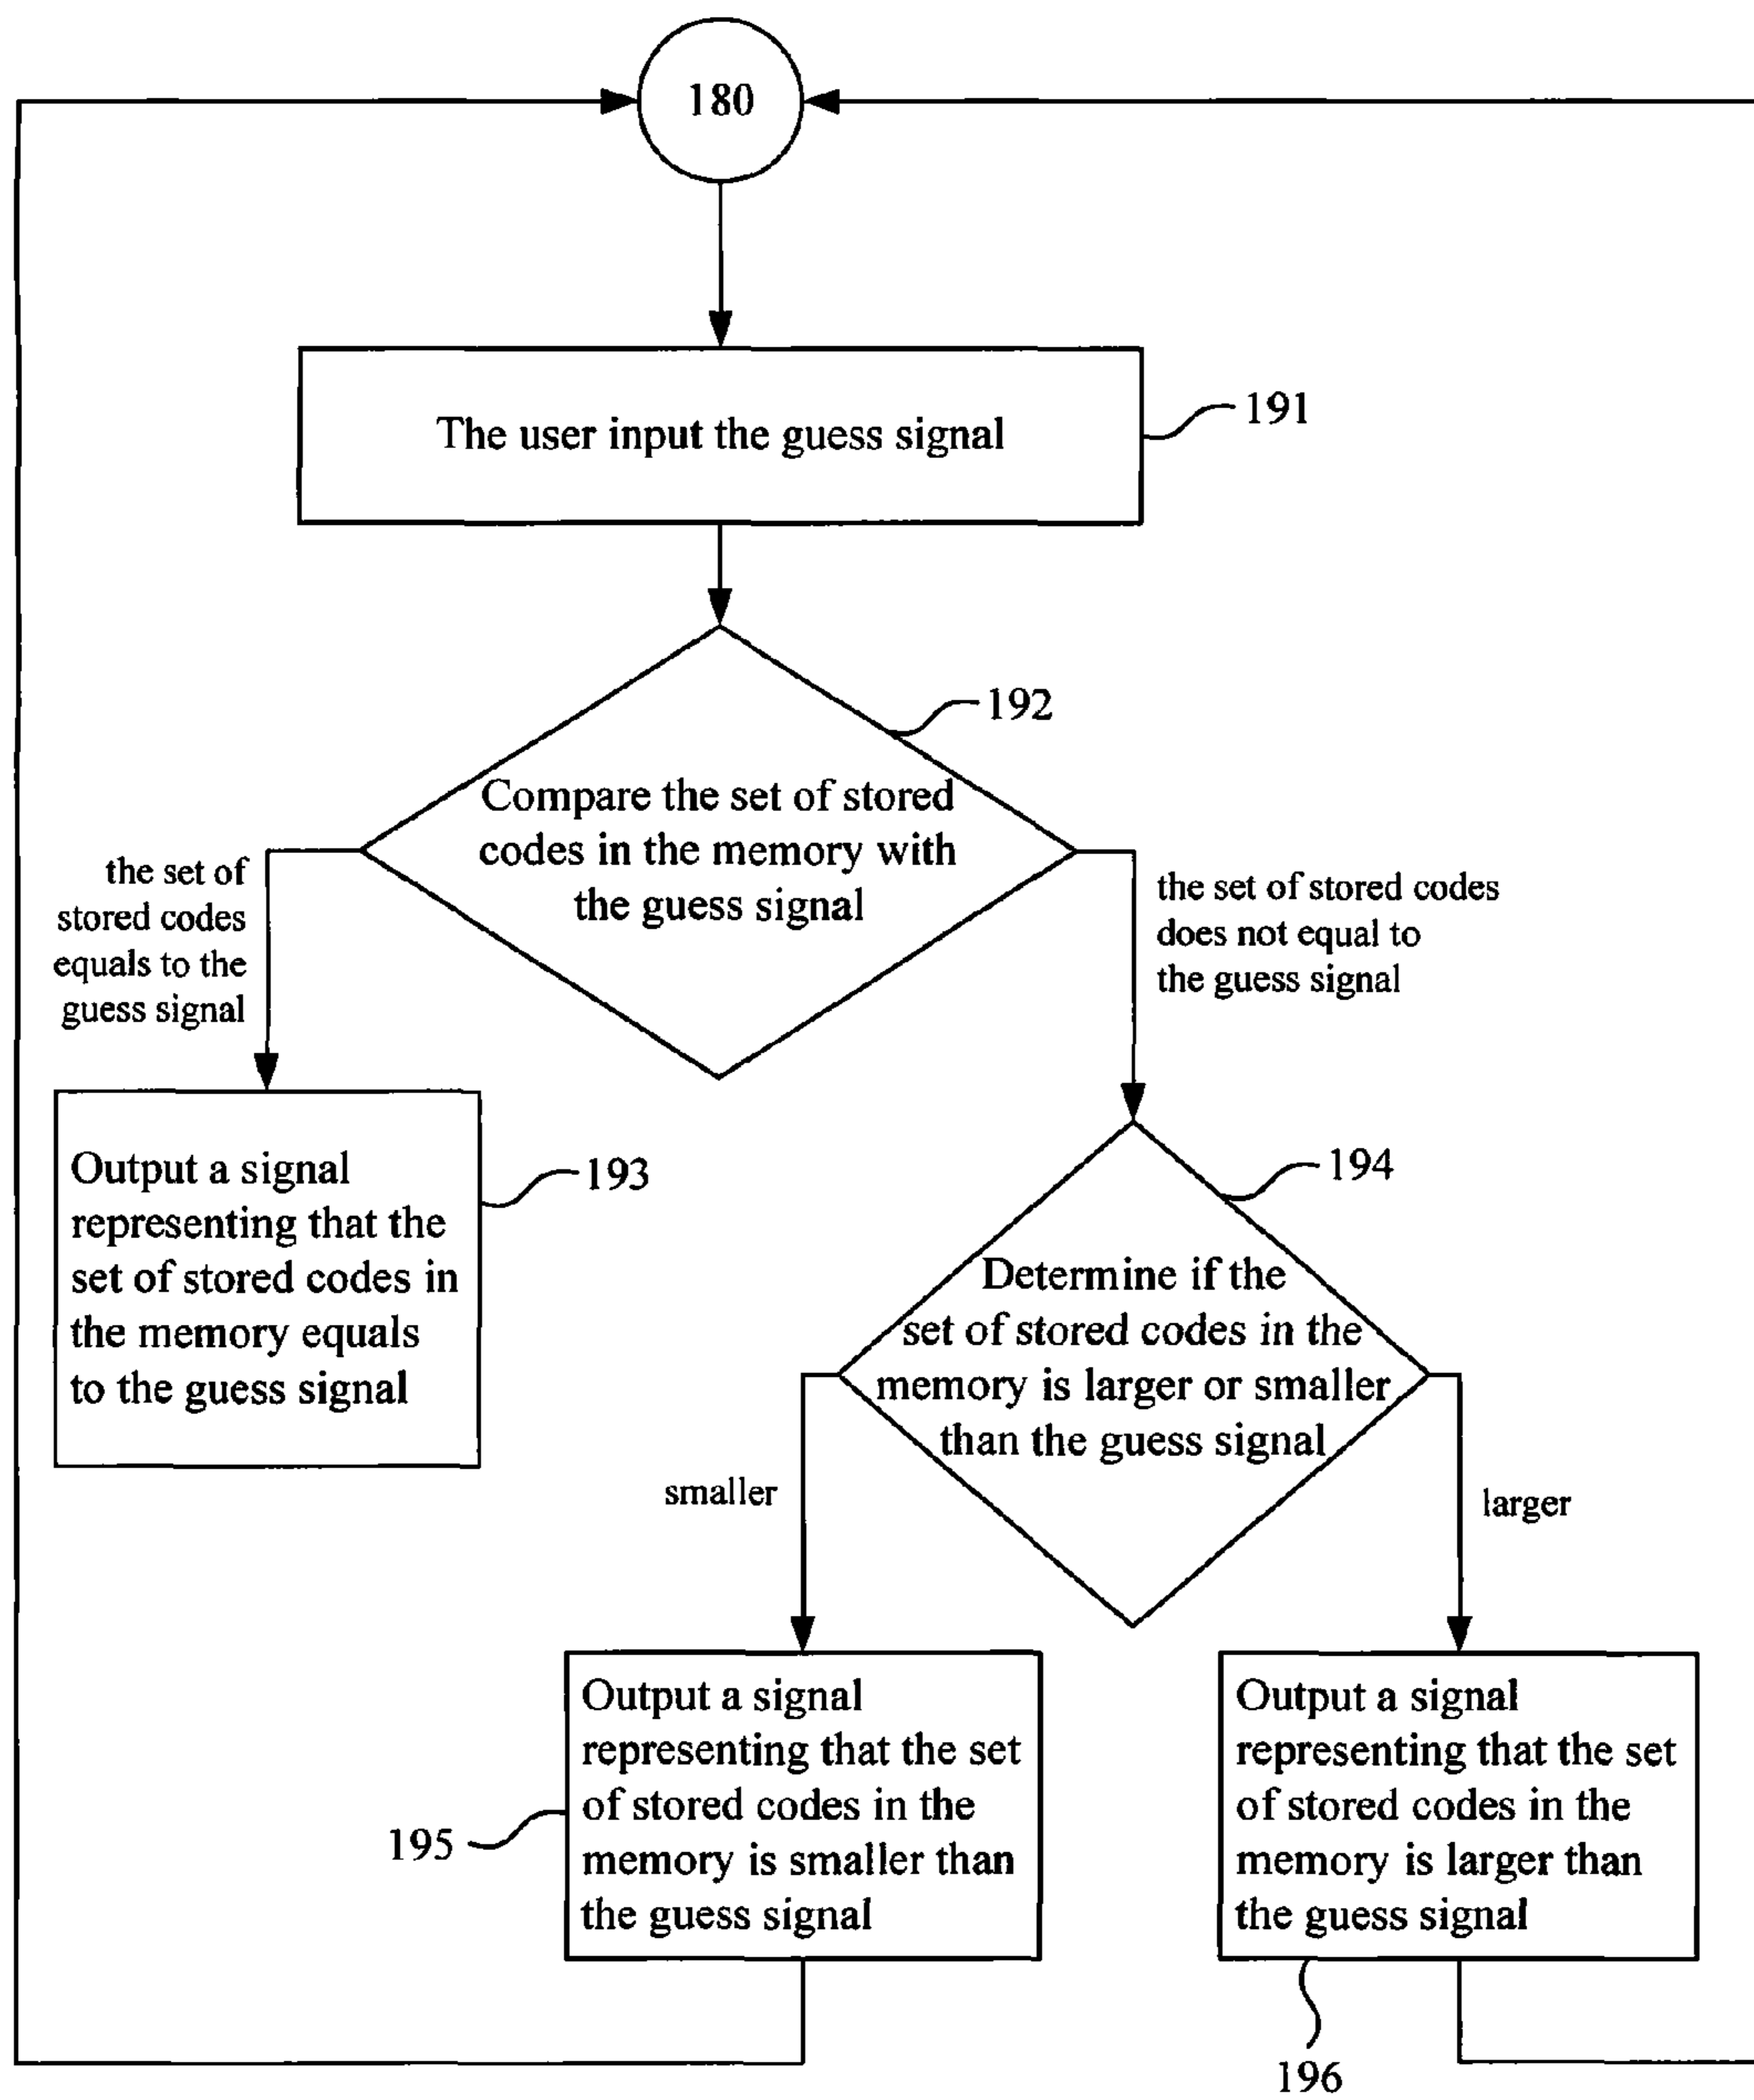 180
The user input the guess signal
191
192
Compare the set of stored
codes in the memory with
the guess signal
the set of
stored codes
equals to the
guess signal
the set of stored codes
does not equal to
the guess signal
Output a signal
representing that the
set of stored codes in
the memory equals
to the guess signal
193
194
Determine if the
set of stored codes in the
memory is larger or smaller
than the guess signal
smaller
larger
Output a signal
representing that the set
of stored codes in the
memory is smaller than
the guess signal
195
Output a signal
representing that the set
of stored codes in the
memory is larger than
the guess signal
196